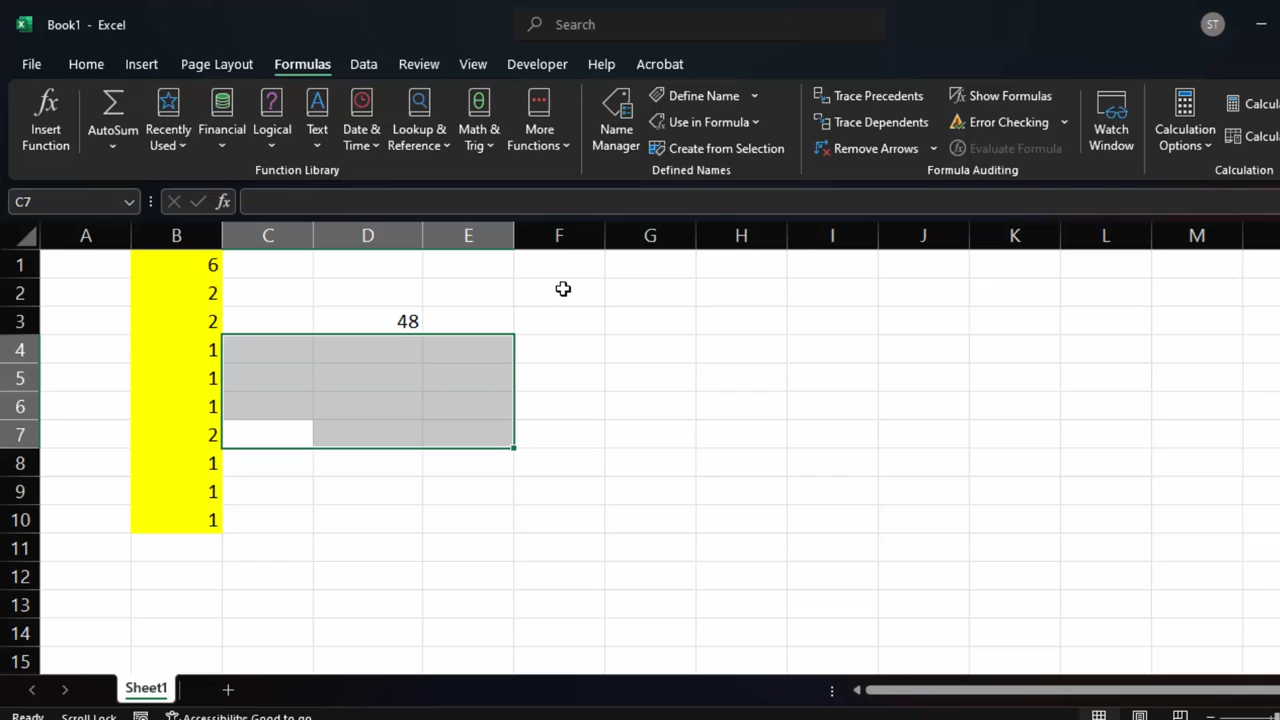 Book1 - Excel
Search
ST
File Home Insert Page Layout Formulas Data Review View Developer Help Acrobat
fx Insert Function
AutoSum
Recently Used
Financial
Logical
Text
Date & Time
Lookup & Reference
Math & Trig
More Functions
Function Library
Name Manager
Define Name
Use in Formula
Create from Selection
Defined Names
Trace Precedents
Trace Dependents
Remove Arrows
Show Formulas
Error Checking
Evaluate Formula
Formula Auditing
Watch Window
Calculation Options
Calcu
Calcu
Calculation
C7 fx
A B C D E F G H I J K L M
1 6
2 2
3 2 48
4 1
5 1
6 1
7 2
8 1
9 1
10 1
11
12
13
14
15
Sheet1
Ready Scroll Lock Accessibility: Good to go